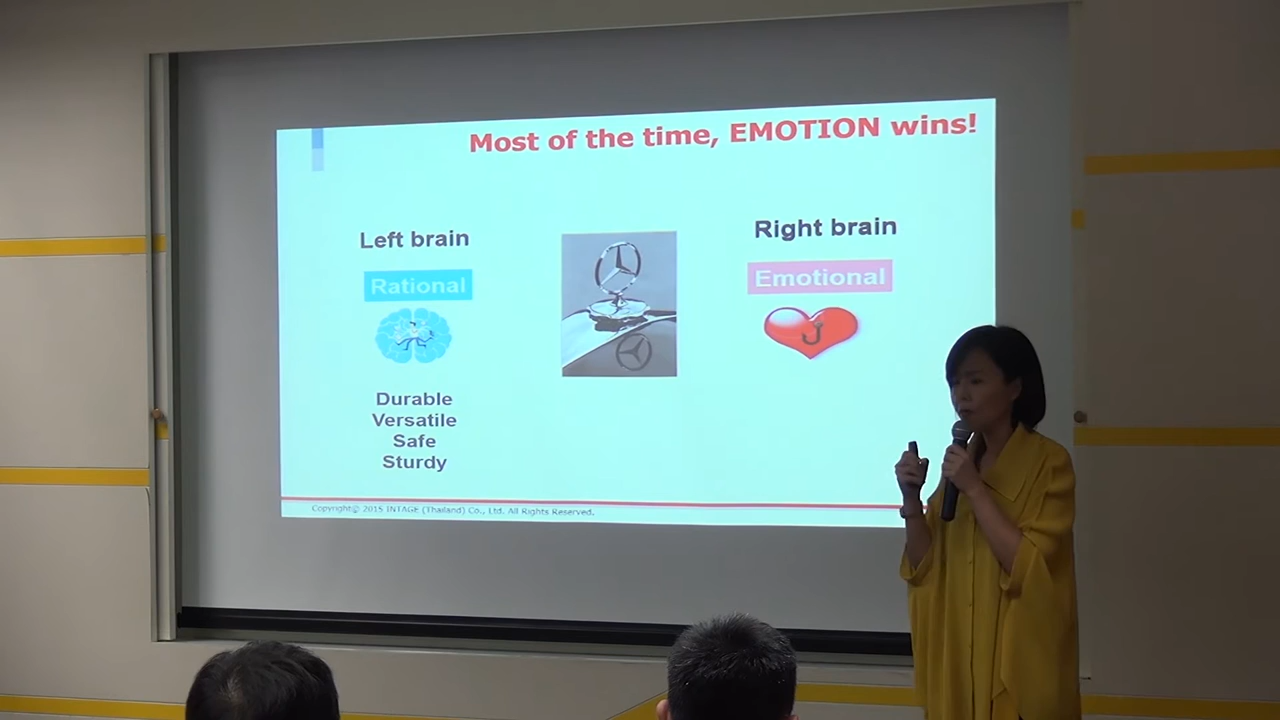 Most of the time, EMOTION wins!
Left brain
Right brain
Rational
Emotional
Durable
Versatile
Safe
Sturdy
Copyright© 2015 INTAGE (Thailand) Co., Ltd. All Rights Reserved.